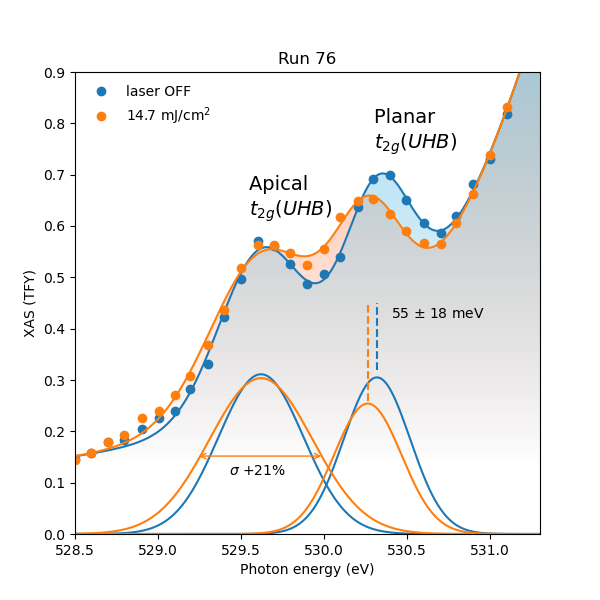 Run 76
0.9
0.8
0.7
0.6
0.5
0.4
0.3
0.2
0.1
0.0
XAS (TFY)
laser OFF
14.7 mJ/cm²
Planar
t₂g(UHB)
Apical
t₂g(UHB)
55 ± 18 meV
σ +21%
528.5 529.0 529.5 530.0 530.5 531.0
Photon energy (eV)